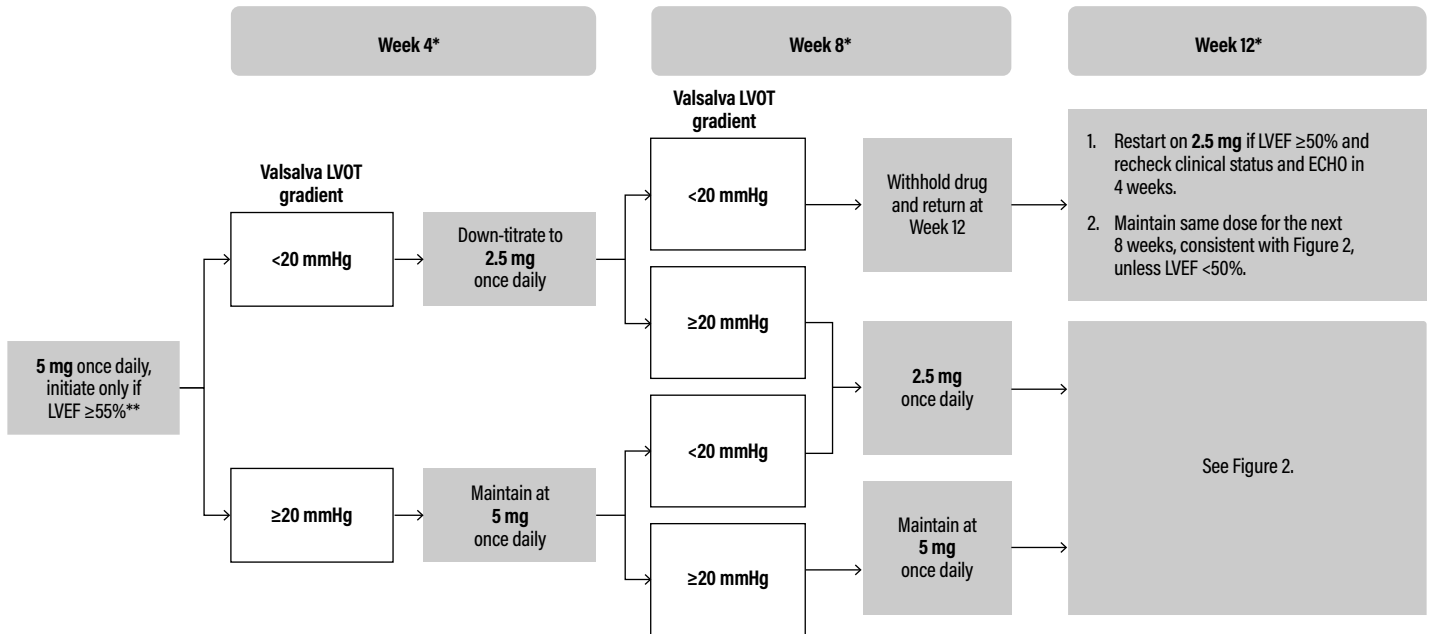 Week 4*
Week 8*
Week 12*
5 mg once daily,
initiate only if
LVEF ≥55%**
Valsalva LVOT
gradient
<20 mmHg
≥20 mmHg
Down-titrate to
2.5 mg
once daily
Maintain at
5 mg
once daily
Valsalva LVOT
gradient
<20 mmHg
≥20 mmHg
<20 mmHg
≥20 mmHg
Withhold drug
and return at
Week 12
2.5 mg
once daily
Maintain at
5 mg
once daily
1. Restart on 2.5 mg if LVEF ≥50% and
recheck clinical status and ECHO in
4 weeks.
2. Maintain same dose for the next
8 weeks, consistent with Figure 2,
unless LVEF <50%.
See Figure 2.